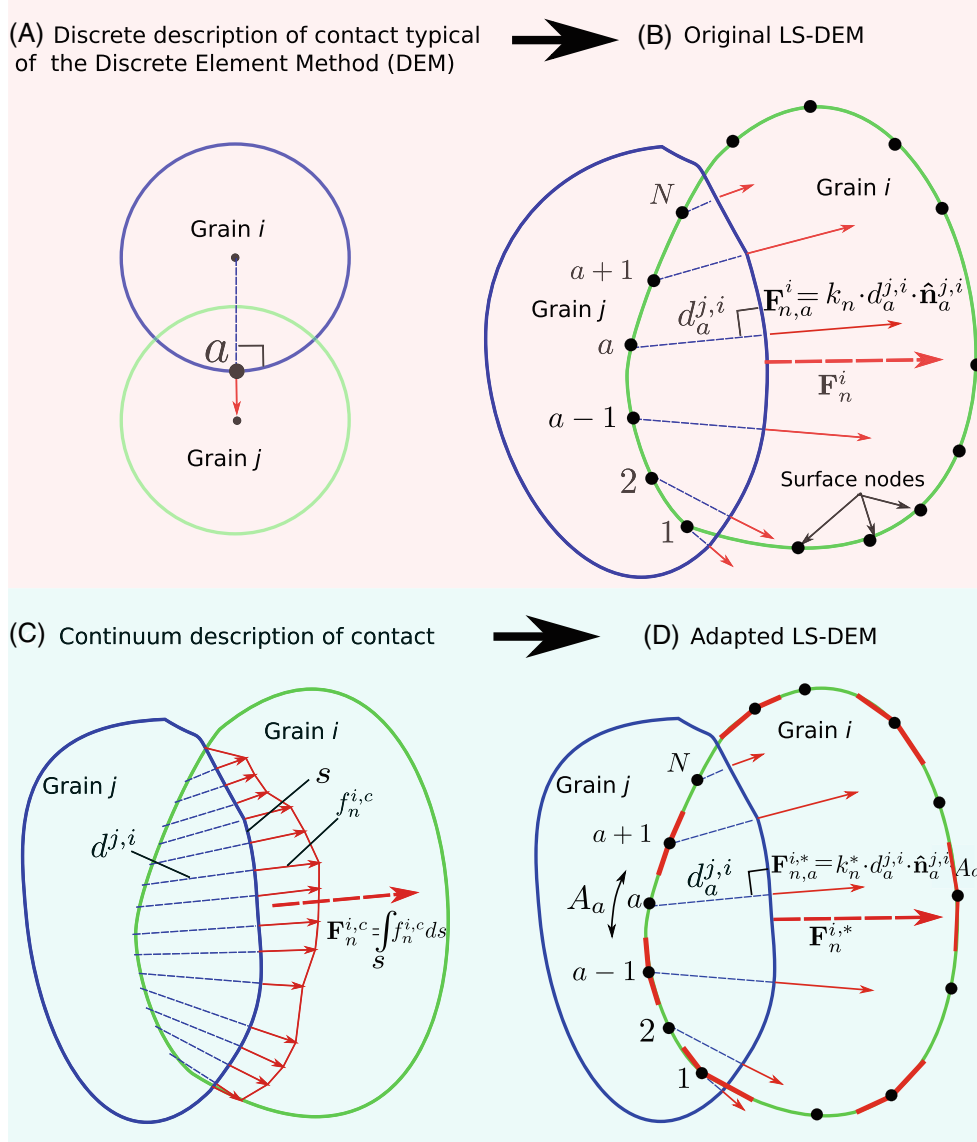 (A) Discrete description of contact typical
of the Discrete Element Method (DEM)
(B) Original LS-DEM
Grain i
a
Grain j
N
Grain i
a + 1
Grain j
d_a^{j,i}
F_{n,a}^i = k_n · d_a^{j,i} · n̂_a^{j,i}
a
F_n^i
a − 1
2
Surface nodes
1
(C) Continuum description of contact
(D) Adapted LS-DEM
Grain i
Grain j
s
f_n^{i,c}
d^{j,i}
F_n^{i,c} = ∫_s f_n^{i,c} ds
Grain i
N
Grain j
a + 1
d_a^{j,i}
F_{n,a}^{i,*} = k_n^* · d_a^{j,i} · n̂_a^{j,i} A_a
A_a
a
F_n^{i,*}
a − 1
2
1